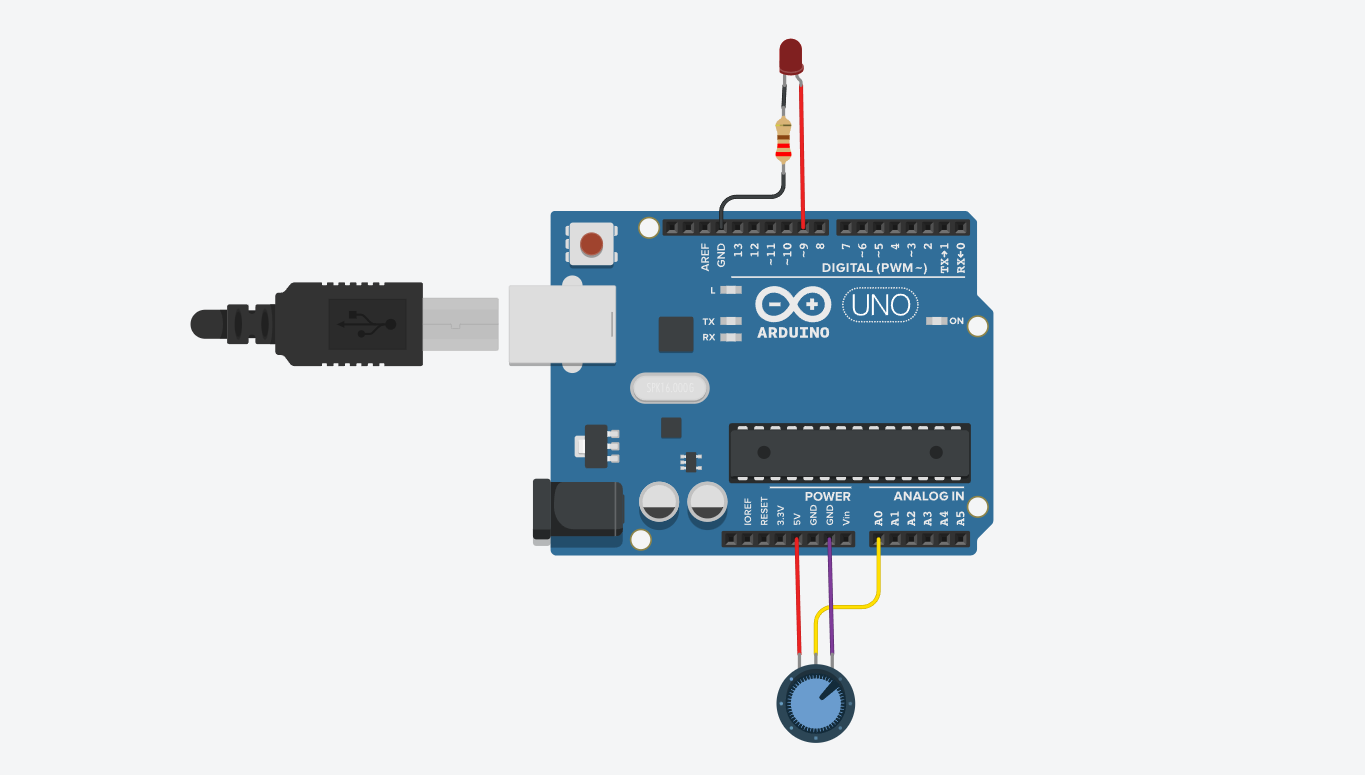 AREF
GND
13
12
~11
~10
~9
8
7
~6
~5
4
~3
2
TX→1
RX←0
DIGITAL (PWM ~)
L
TX
RX
ARDUINO
UNO
ON
POWER
ANALOG IN
IOREF
RESET
3.3V
5V
GND
GND
Vin
A0
A1
A2
A3
A4
A5